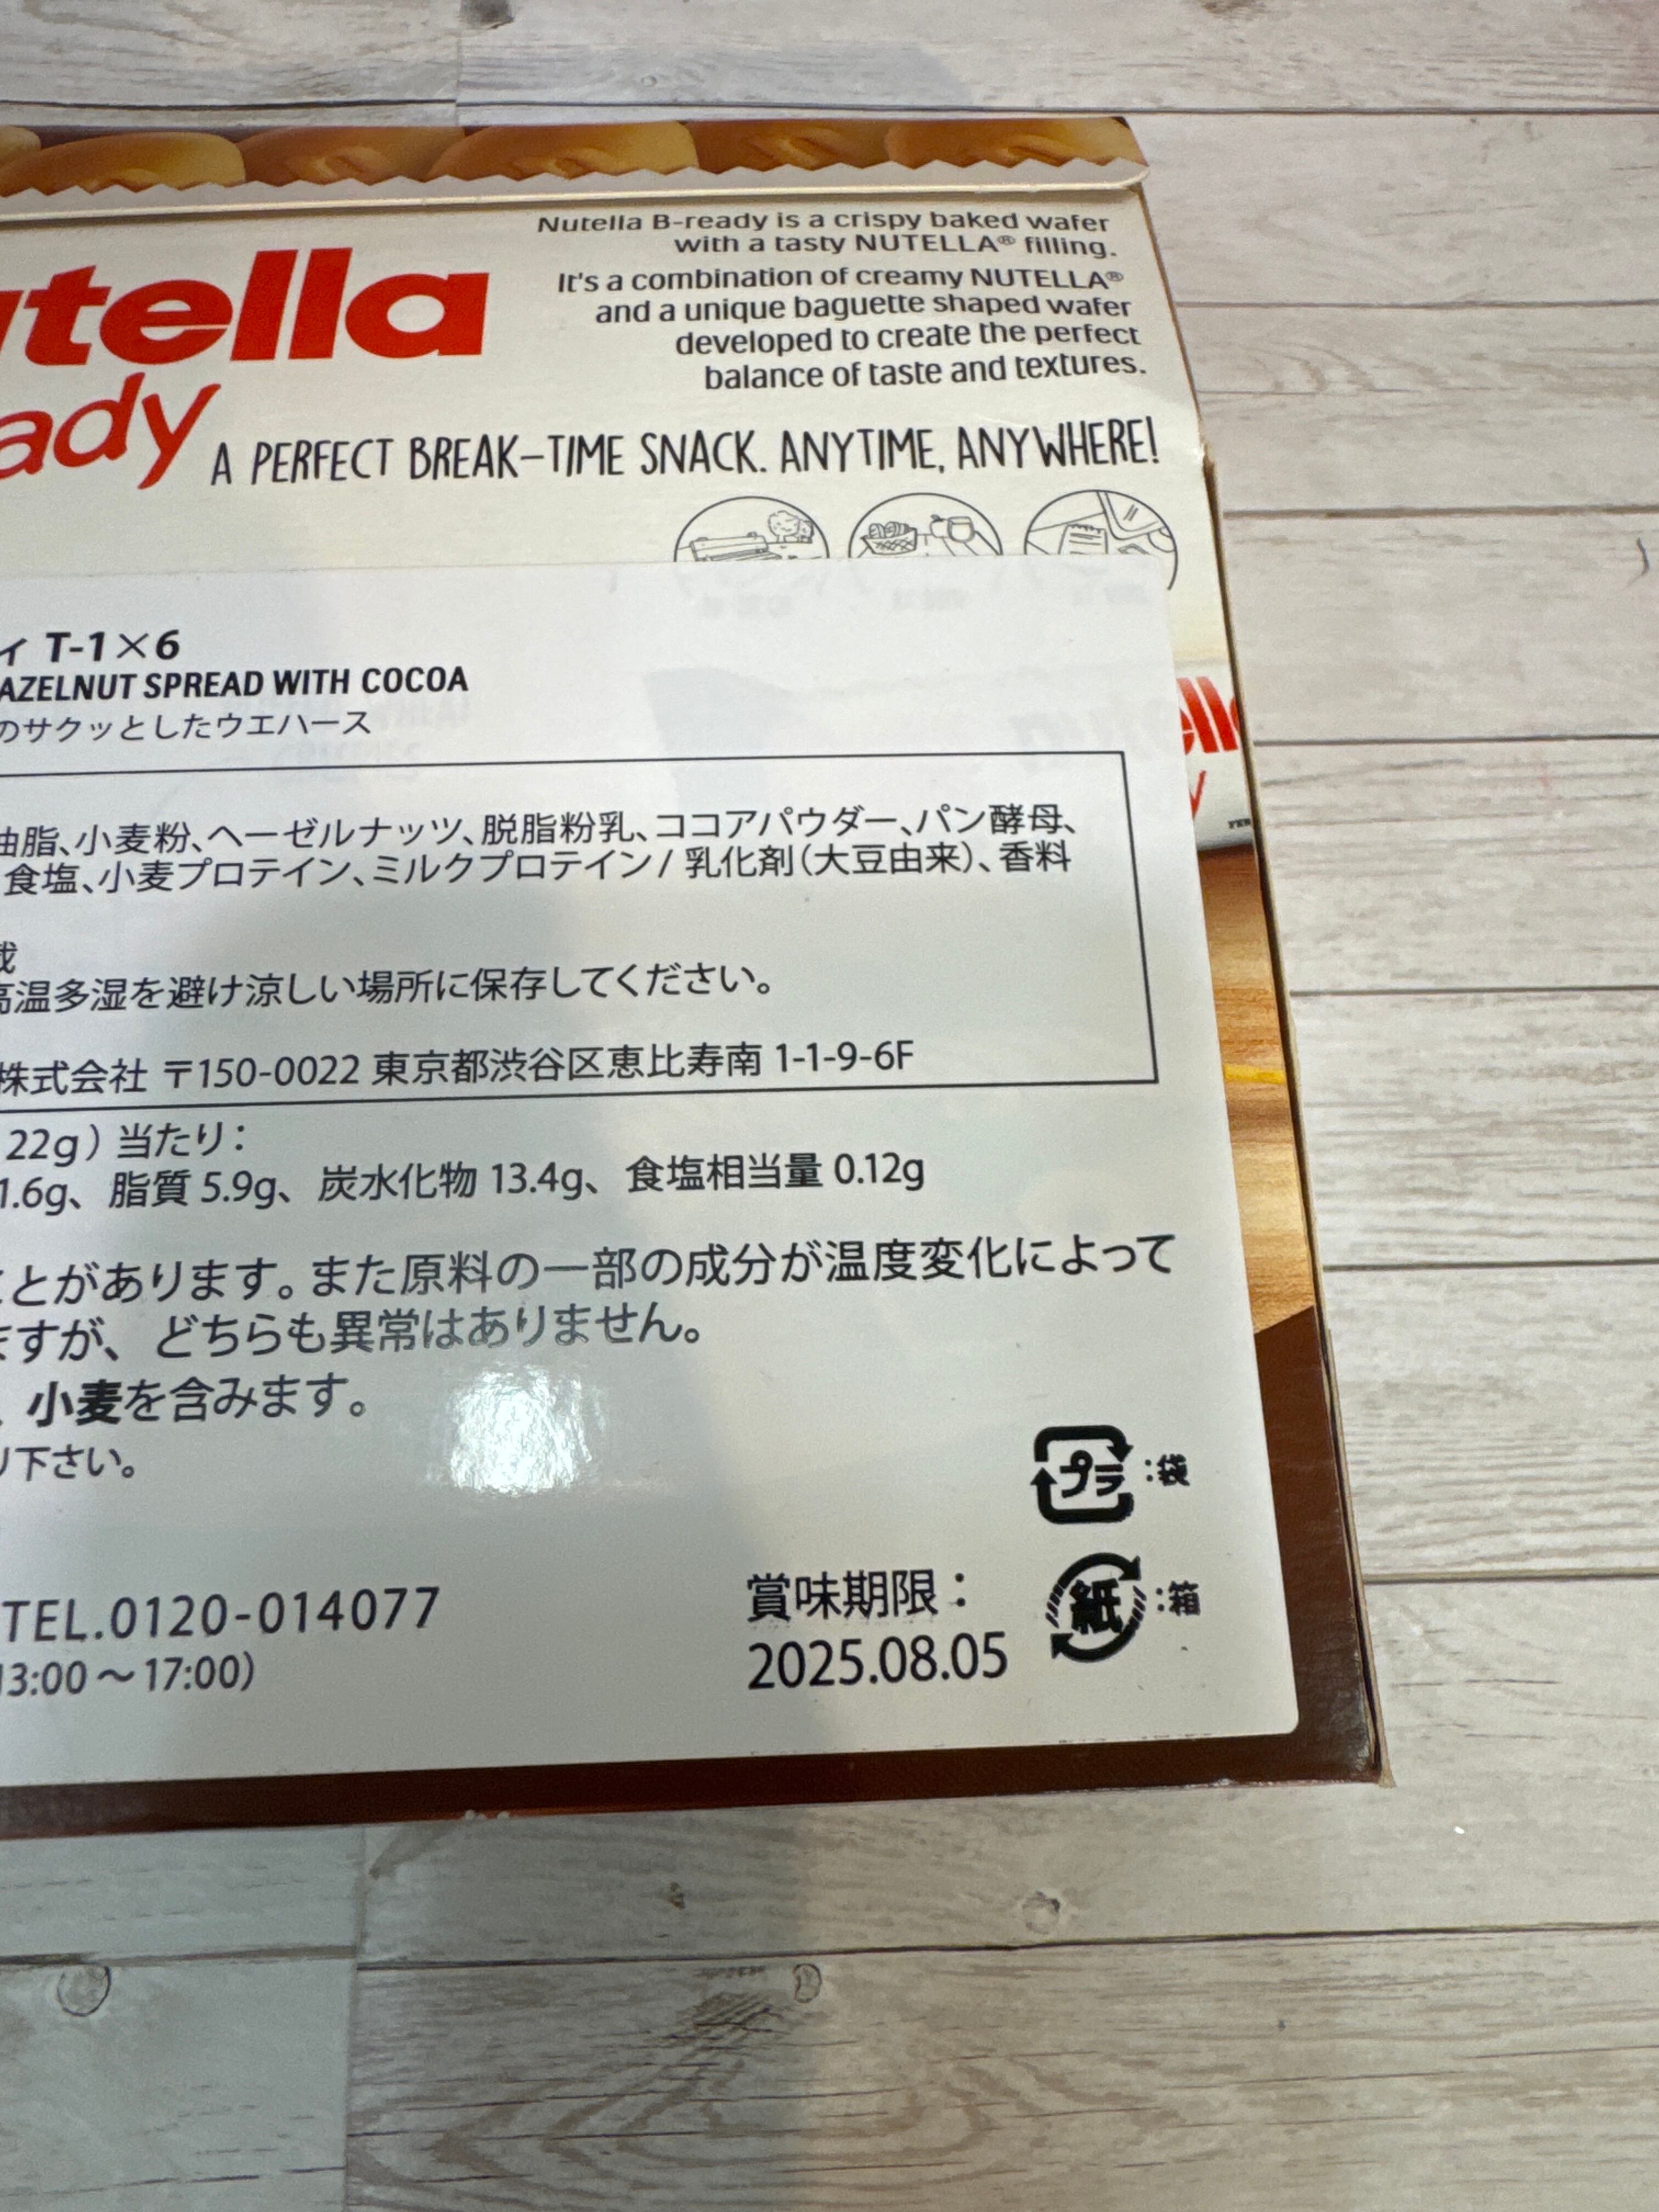 Nutella B-ready is a crispy baked wafer
with a tasty NUTELLA® filling.
It's a combination of creamy NUTELLA®
and a unique baguette shaped wafer
developed to create the perfect
balance of taste and textures.
utella
ady
A PERFECT BREAK-TIME SNACK. ANYTIME, ANYWHERE!
ィ T-1×6
AZELNUT SPREAD WITH COCOA
のサクッとしたウエハース
油脂、小麦粉、ヘーゼルナッツ、脱脂粉乳、ココアパウダー、パン酵母、
食塩、小麦プロテイン、ミルクプロテイン / 乳化剤（大豆由来）、香料
載
高温多湿を避け涼しい場所に保存してください。
株式会社 〒150-0022 東京都渋谷区恵比寿南 1-1-9-6F
22g）当たり：
1.6g、脂質 5.9g、炭水化物 13.4g、食塩相当量 0.12g
ことがあります。また原料の一部の成分が温度変化によって
ますが、どちらも異常はありません。
、小麦を含みます。
り下さい。
プラ：袋
紙：箱
TEL.0120-014077
13:00～17:00）
賞味期限：
2025.08.05
ell
y